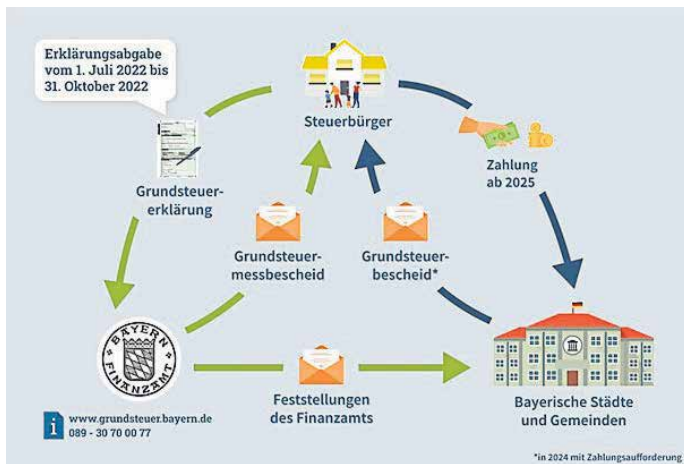 Erklärungsabgabe
vom 1. Juli 2022 bis
31. Oktober 2022
Steuerbürger
Grundsteuer-
erklärung
Zahlung
ab 2025
Grundsteuer-
messbescheid
Grundsteuer-
bescheid*
BAYERN
FINANZAMT
Feststellungen
des Finanzamts
Bayerische Städte
und Gemeinden
i www.grundsteuer.bayern.de
089 - 30 70 00 77
*in 2024 mit Zahlungsaufforderung